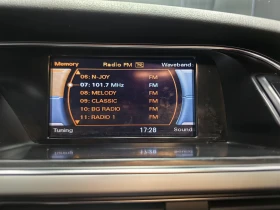 Memory Radio FM TP Waveband
06: N-JOY FM
07: 101.7 MHz FM
08: MELODY FM
09: CLASSIC FM
10: BG RADIO FM
11: RADIO 1 FM
Tuning 17:28 Sound